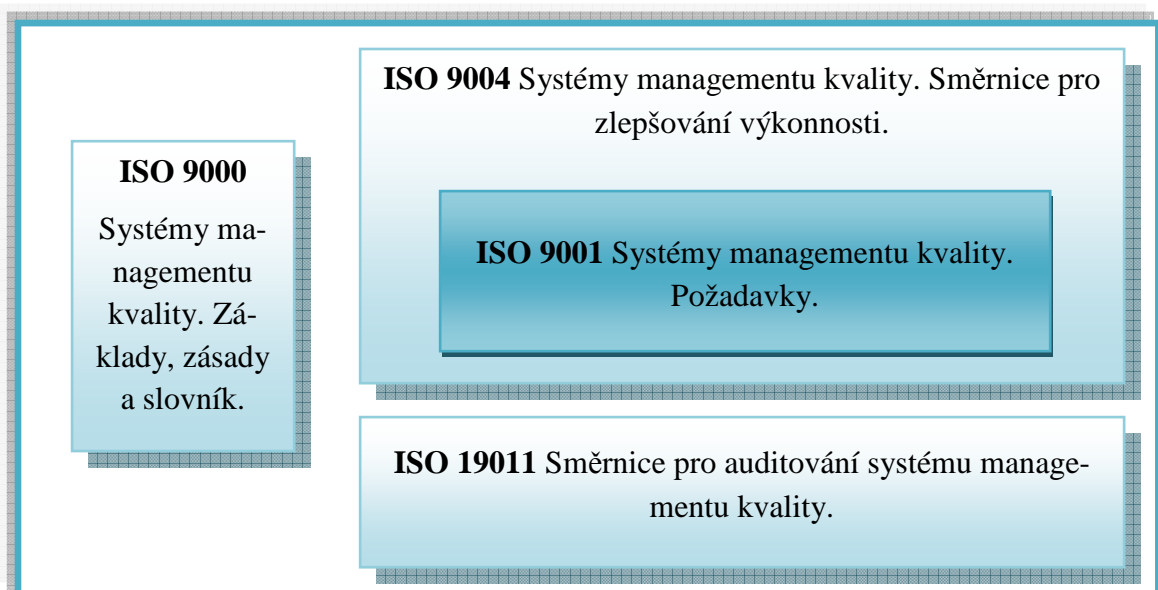 ISO 9000
Systémy ma-
nagementu
kvality. Zá-
klady, zásady
a slovník.
ISO 9004 Systémy managementu kvality. Směrnice pro
zlepšování výkonnosti.
ISO 9001 Systémy managementu kvality.
Požadavky.
ISO 19011 Směrnice pro auditování systému manage-
mentu kvality.